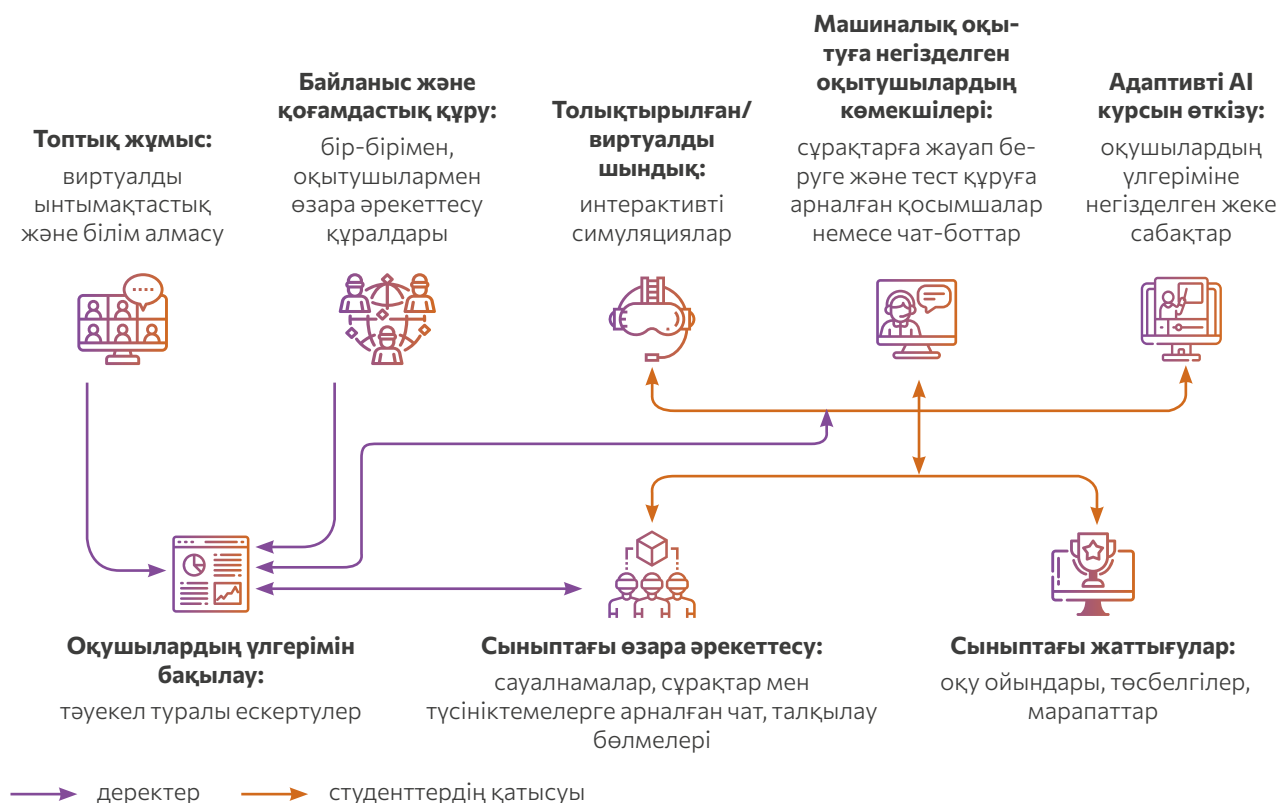 Топтық жұмыс:
виртуалды
ынтымақтастық
және білім алмасу
Байланыс және
қоғамдастық құру:
бір-бірімен,
оқытушылармен
өзара әрекеттесу
құралдары
Толықтырылған/
виртуалды
шындық:
интерактивті
симуляциялар
Машиналық оқы-
туға негізделген
оқытушылардың
көмекшілері:
сұрақтарға жауап бе-
руге және тест құруға
арналған қосымшалар
немесе чат-боттар
Адаптивті AI
курсын өткізу:
оқушылардың
үлгеріміне
негізделген жеке
сабақтар
Оқушылардың үлгерімін
бақылау:
тәуекел туралы ескертулер
Сыныптағы өзара әрекеттесу:
сауалнамалар, сұрақтар мен
түсініктемелерге арналған чат, талқылау
бөлмелері
Сыныптағы жаттығулар:
оқу ойындары, төсбелгілер,
марапаттар
деректер
студенттердің қатысуы